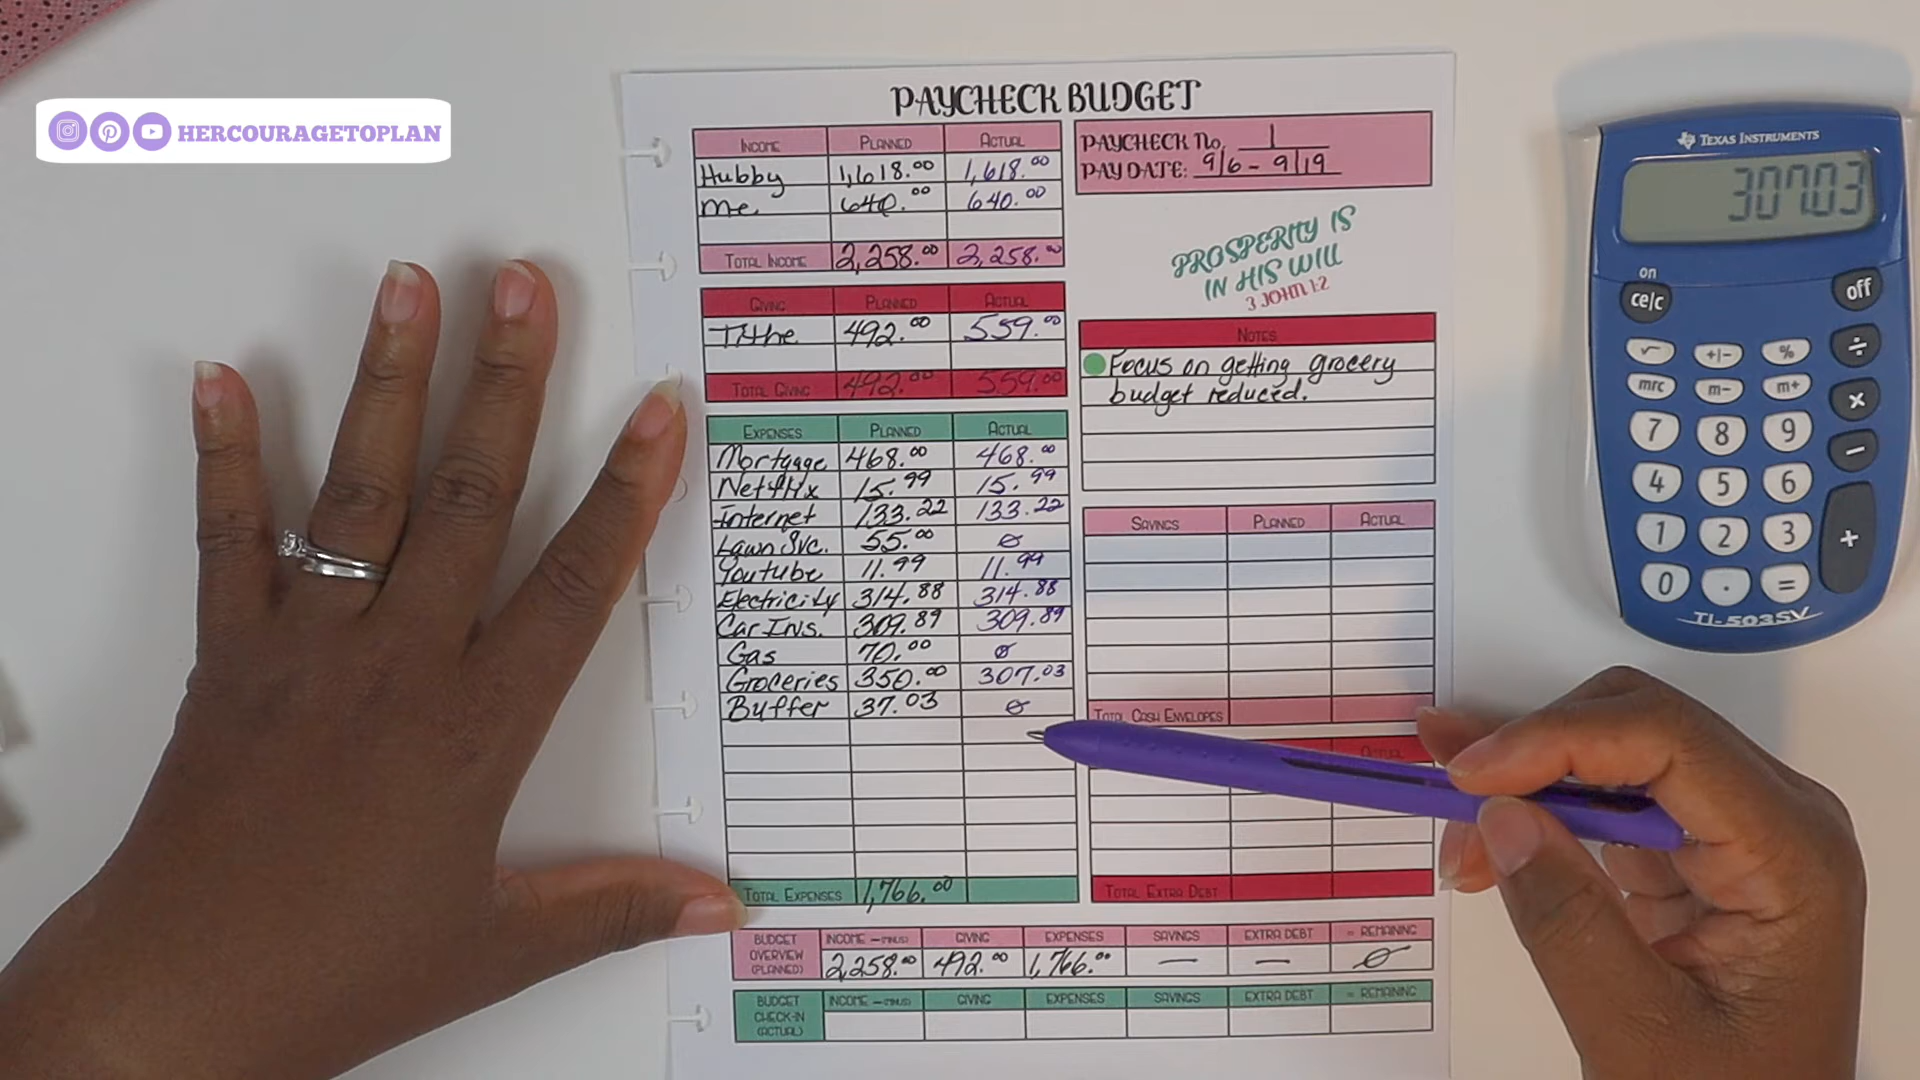 HERCOURAGETOPLAN
PAYCHECK BUDGET
INCOME PLANNED ACTUAL
Hubby 1,618.00 1,618.00
Me. 640.00 640.00
TOTAL INCOME 2,258.00 2,258.00
PAYCHECK No. 1
PAY DATE: 9/6 - 9/19
PROSPERITY IS
IN HIS WILL
3 JOHN 1:2
GIVING PLANNED ACTUAL
Tithe 492.00 559.00
TOTAL GIVING 492.00 559.00
NOTES
Focus on getting grocery
budget reduced.
EXPENSES PLANNED ACTUAL
Mortgage 468.00 468.00
Netflix 15.99 15.99
Internet 133.22 133.22
Lawn Svc. 55.00 Ø
Youtube 11.99 11.99
Electricity 314.88 314.88
Car Ins. 309.89 309.89
Gas 70.00 Ø
Groceries 350.00 307.03
Buffer 37.03 Ø
TOTAL EXPENSES 1,766.00
SAVINGS PLANNED ACTUAL
TOTAL CASH ENVELOPES
ACTUAL
TOTAL EXTRA DEBT
BUDGET OVERVIEW (PLANNED) INCOME -(MINUS) GIVING EXPENSES SAVINGS EXTRA DEBT = REMAINING
2,258.00 492.00 1,766.00 — — Ø
BUDGET CHECK-IN (ACTUAL) INCOME -(MINUS) GIVING EXPENSES SAVINGS EXTRA DEBT = REMAINING
TEXAS INSTRUMENTS
307.03
on
ce/c off
√ +/- % ÷
mrc m- m+ ×
7 8 9 −
4 5 6
1 2 3 +
0 . =
TI-503SV